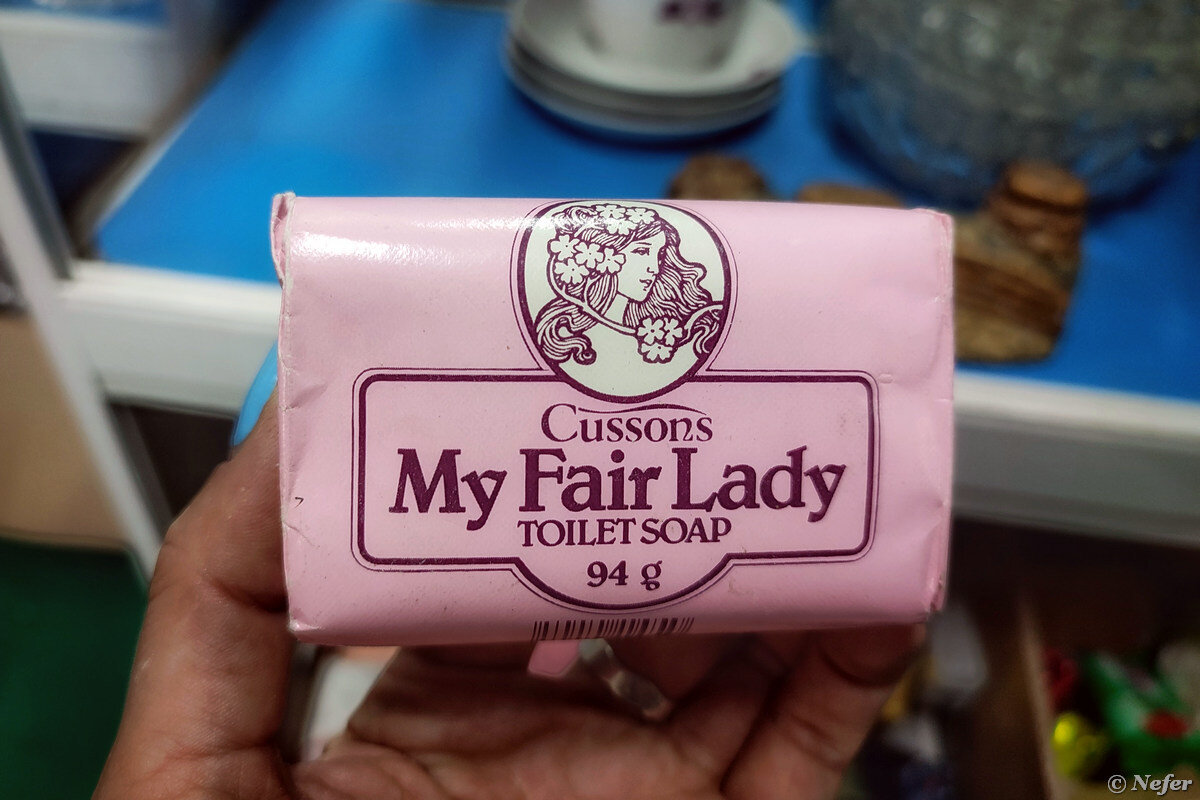 Cussons
My Fair Lady
TOILET SOAP
94 g
© Nefer